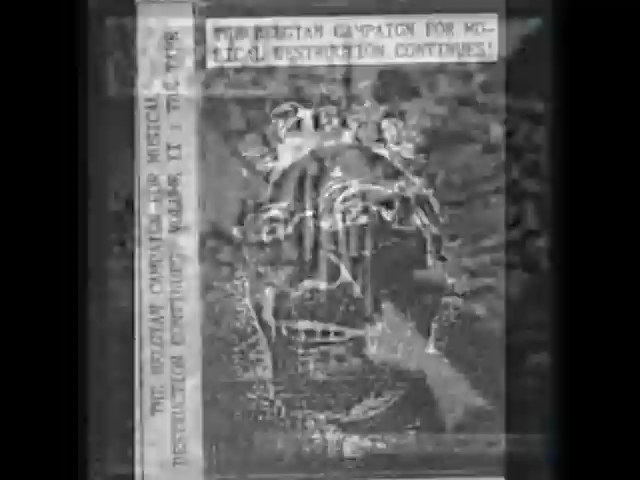 THE BELGIAN CAMPAIGN FOR MU-
SICAL DESTRUCTION CONTINUES!
THE BELGIAN CAMPAIGN FOR MUSICAL
DESTRUCTION CONTINUES VOLUME II : THE TAPE